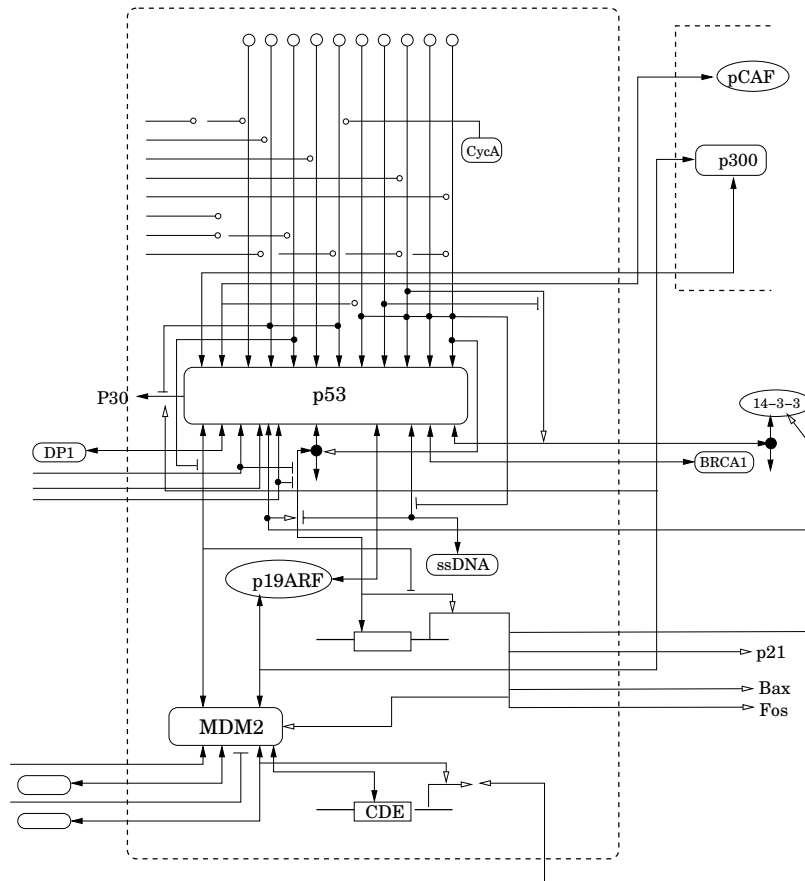 pCAF
CycA
p300
P30
p53
14–3–3
DP1
BRCA1
ssDNA
p19ARF
p21
Bax
Fos
MDM2
CDE